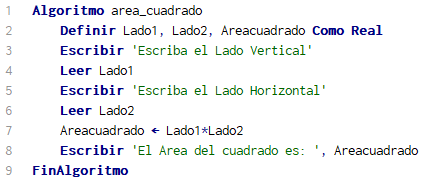 1 Algoritmo area_cuadrado
2 Definir Lado1, Lado2, Areacuadrado Como Real
3 Escribir 'Escriba el Lado Vertical'
4 Leer Lado1
5 Escribir 'Escriba el Lado Horizontal'
6 Leer Lado2
7 Areacuadrado ← Lado1*Lado2
8 Escribir 'El Area del cuadrado es: ', Areacuadrado
9 FinAlgoritmo